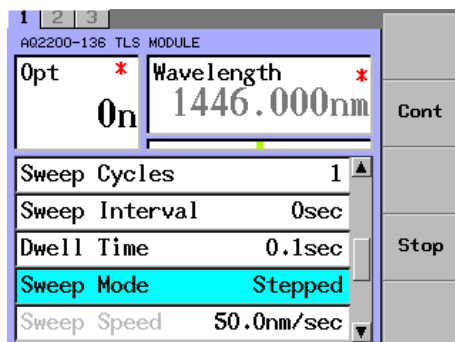 1 2 3
AQ2200-136 TLS MODULE
Opt *
On
Wavelength *
1446.000nm
Sweep Cycles 1
Sweep Interval 0sec
Dwell Time 0.1sec
Sweep Mode Stepped
Sweep Speed 50.0nm/sec
Cont
Stop